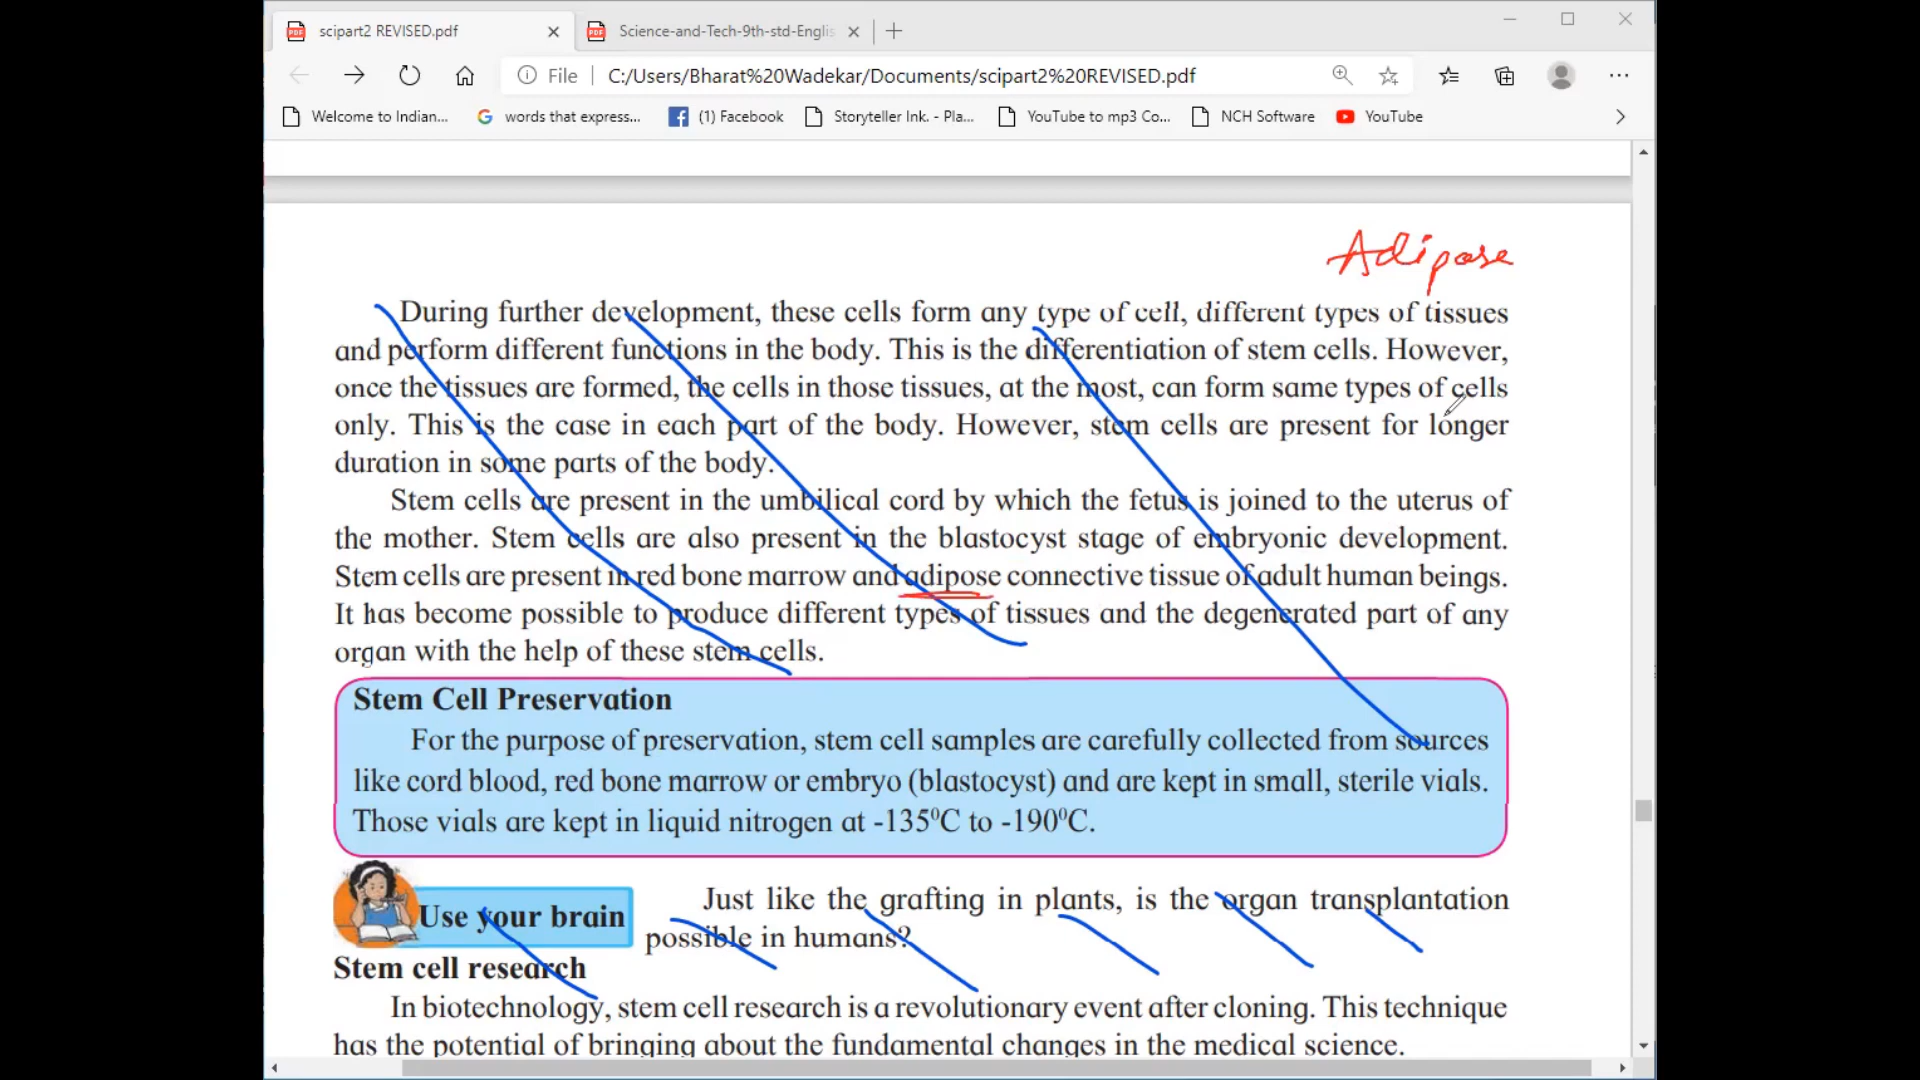 scipart2 REVISED.pdf
Science-and-Tech-9th-std-Englis
File
C:/Users/Bharat%20Wadekar/Documents/scipart2%20REVISED.pdf
Welcome to Indian...
words that express...
(1) Facebook
Storyteller Ink. - Pla...
YouTube to mp3 Co...
NCH Software
YouTube
Adipose
During further development, these cells form any type of cell, different types of tissues
and perform different functions in the body. This is the differentiation of stem cells. However,
once the tissues are formed, the cells in those tissues, at the most, can form same types of cells
only. This is the case in each part of the body. However, stem cells are present for longer
duration in some parts of the body.
Stem cells are present in the umbilical cord by which the fetus is joined to the uterus of
the mother. Stem cells are also present in the blastocyst stage of embryonic development.
Stem cells are present in red bone marrow and adipose connective tissue of adult human beings.
It has become possible to produce different types of tissues and the degenerated part of any
organ with the help of these stem cells.
Stem Cell Preservation
For the purpose of preservation, stem cell samples are carefully collected from sources
like cord blood, red bone marrow or embryo (blastocyst) and are kept in small, sterile vials.
Those vials are kept in liquid nitrogen at -135⁰C to -190⁰C.
Use your brain
Just like the grafting in plants, is the organ transplantation
possible in humans?
Stem cell research
In biotechnology, stem cell research is a revolutionary event after cloning. This technique
has the potential of bringing about the fundamental changes in the medical science.